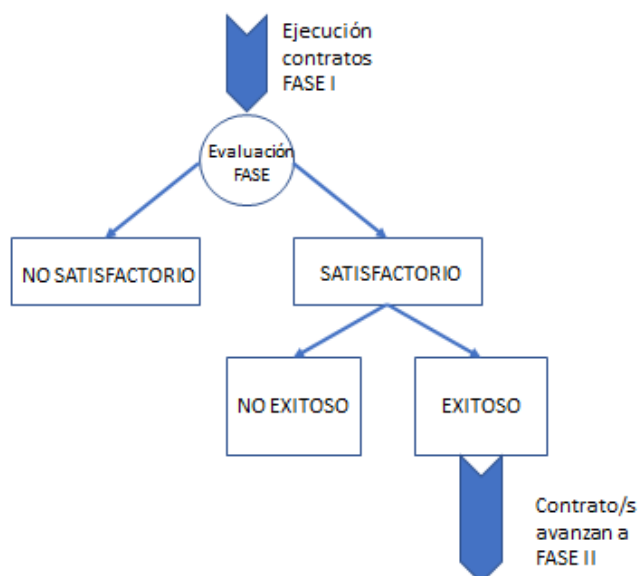 Ejecución
contratos
FASE I
Evaluación
FASE
NO SATISFACTORIO
SATISFACTORIO
NO EXITOSO
EXITOSO
Contrato/s
avanzan a
FASE II